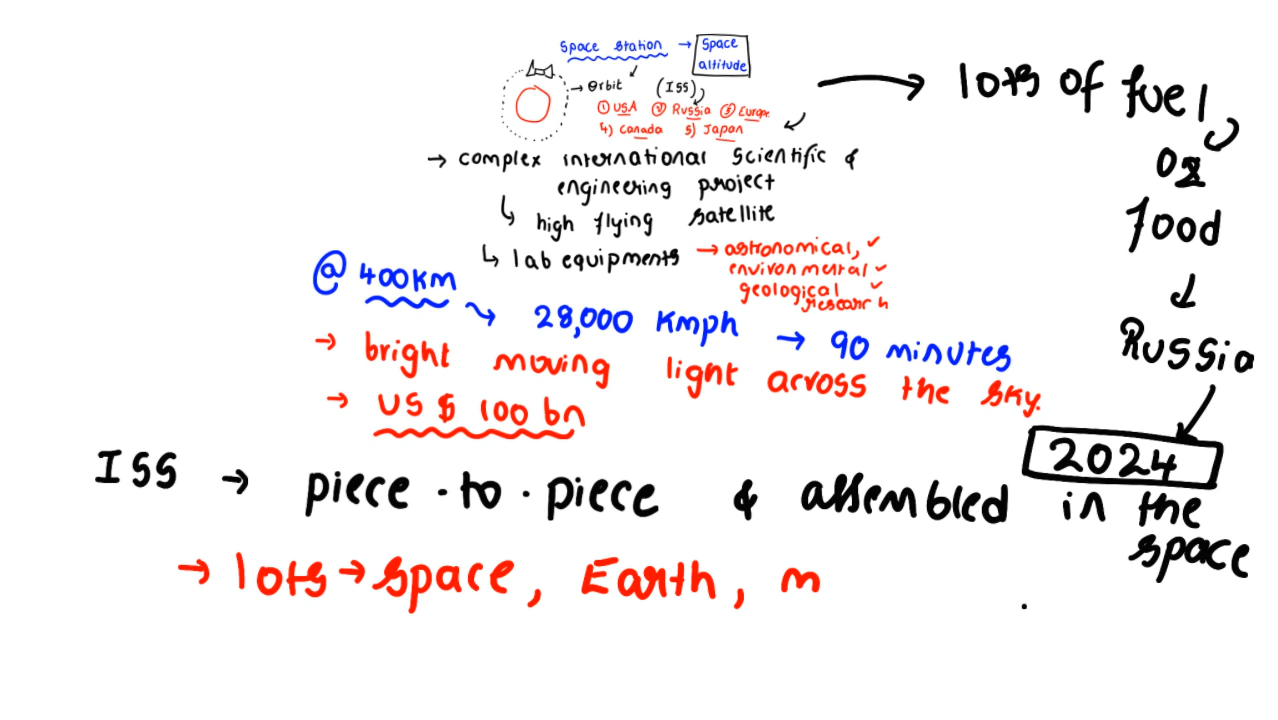 Space Station → Space altitude
→ Orbit (ISS)
① USA ② Russia ③ Europe
4) Canada 5) Japan
→ complex international scientific &
engineering project
↳ high flying satellite
↳ lab equipments → astronomical, ✓
environmental ✓
geological ✓
research
@ 400km
28,000 kmph → 90 minutes
→ bright moving light across the sky.
→ US $ 100 bn
→ lots of fuel,
food
↓
Russia
2024
ISS → piece-to-piece & assembled in the
space
→ lots → space, Earth, m